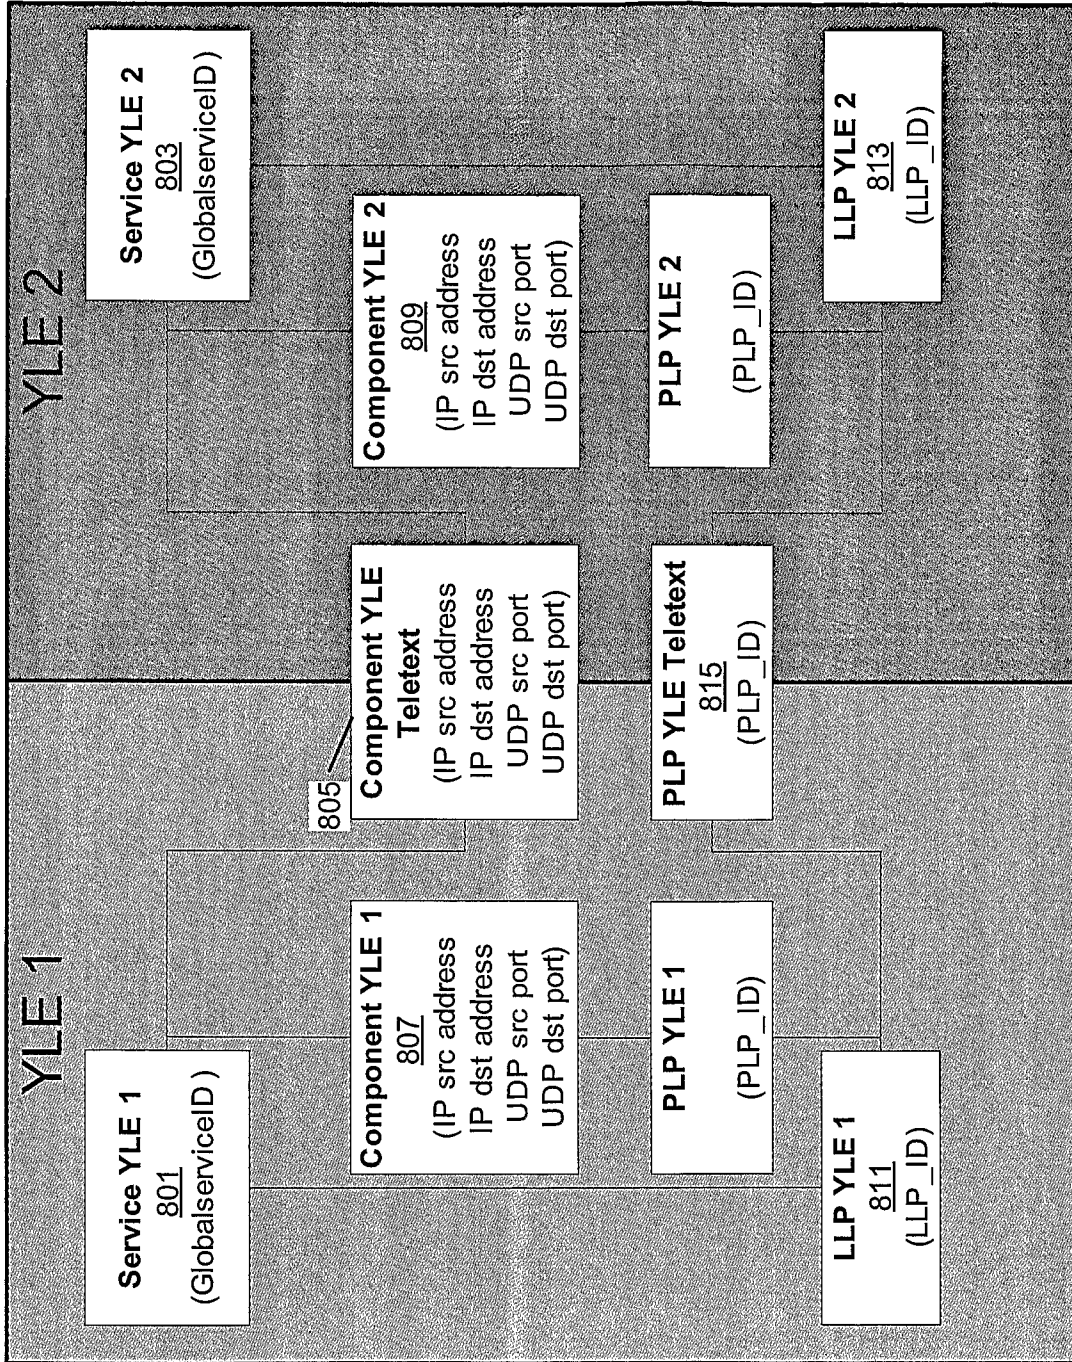 YLE 1
YLE 2
Service YLE 1
801
(GlobalserviceID )
Service YLE 2
803
(GlobalserviceID)
805
Component YLE 1
807
(IP src address
IP dst address
UDP src port
UDP dst port)
Component YLE
Teletext
(IP src address
IP dst address
UDP src port
UDP dst port)
Component YLE 2
809
(IP src address
IP dst address
UDP src port
UDP dst port)
PLP YLE 1
(PLP_ID)
PLP YLE Teletext
815
(PLP_ID)
PLP YLE 2
(PLP_ID)
LLP YLE 1
811
(LLP_ID)
LLP YLE 2
813
(LLP_ID)